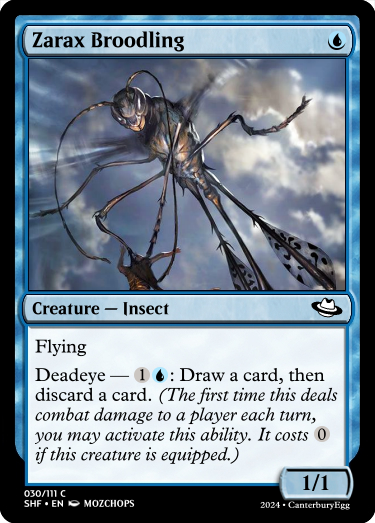 Zarax Broodling
Creature — Insect
Flying
Deadeye — 1 : Draw a card, then
discard a card. (The first time this deals
combat damage to a player each turn,
you may activate this ability. It costs 0
if this creature is equipped.)
1/1
030/111 C
SHF • EN MOZCHOPS
2024 • CanterburyEgg